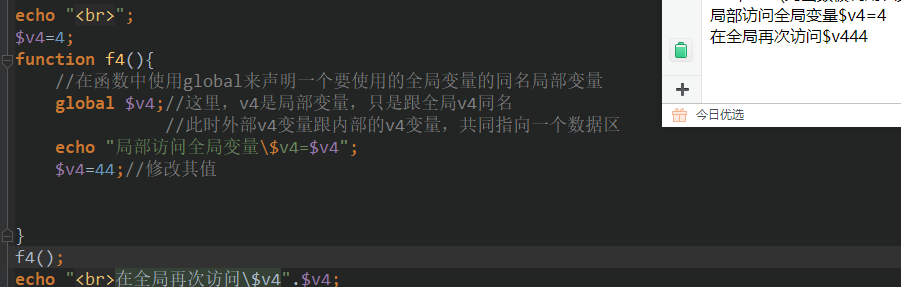 echo "<br>";
$v4=4;
function f4(){
//在函数中使用global来声明一个要使用的全局变量的同名局部变量
global $v4;//这里，v4是局部变量，只是跟全局v4同名
//此时外部v4变量跟内部的v4变量，共同指向一个数据区
echo "局部访问全局变量\$v4=$v4";
$v4=44;//修改其值
}
f4();
echo "<br>在全局再次访问\$v4".$v4;
局部访问全局变量$v4=4
在全局再次访问$v444
今日优选